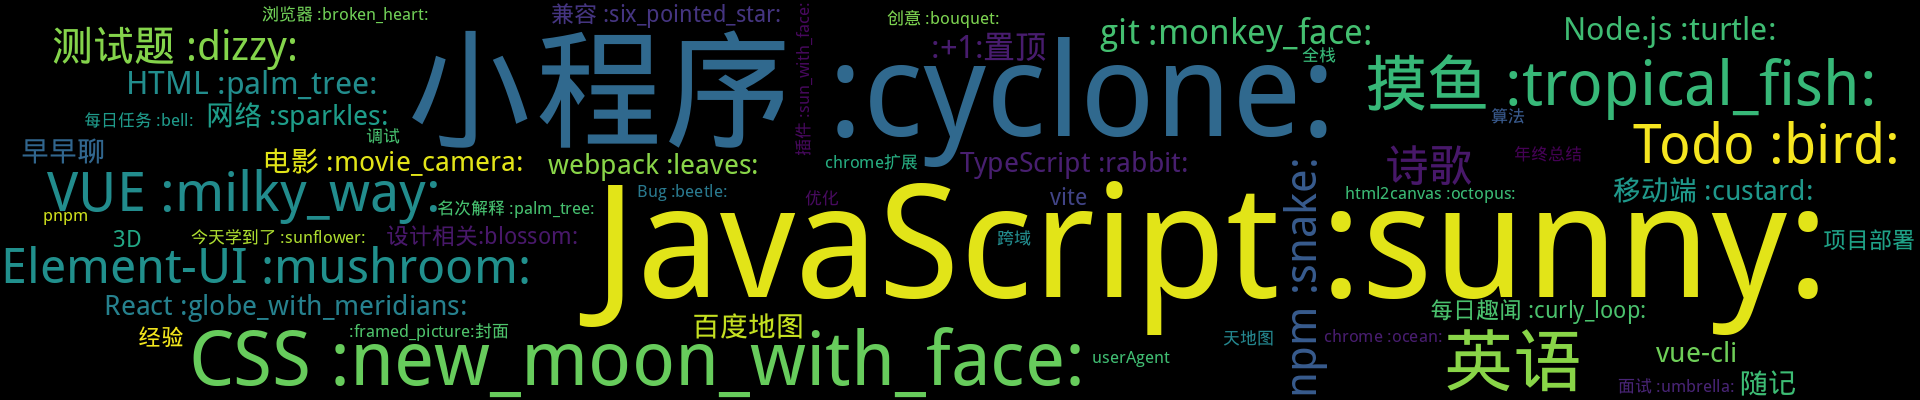 浏览器 :broken_heart:
兼容 :six_pointed_star:
插件 :sun_with_face:
创意 :bouquet:
:+1:置顶
git :monkey_face:
全栈
Node.js :turtle:
测试题 :dizzy:
小程序 :cyclone:
摸鱼 :tropical_fish:
HTML :palm_tree:
每日任务 :bell:
网络 :sparkles:
调试
算法
早早聊
电影 :movie_camera:
webpack :leaves:
chrome扩展
TypeScript :rabbit:
诗歌
年终总结
Todo :bird:
VUE :milky_way:
Bug :beetle:
优化
vite
html2canvas :octopus:
移动端 :custard:
pnpm
名次解释 :palm_tree:
3D
今天学到了 :sunflower:
设计相关:blossom:
JavaScript :sunny:
跨域
npm :snake:
项目部署
Element-UI :mushroom:
React :globe_with_meridians:
每日趣闻 :curly_loop:
经验
:framed_picture:封面
百度地图
CSS :new_moon_with_face:
userAgent
天地图
chrome :ocean:
英语
vue-cli
面试 :umbrella:
随记